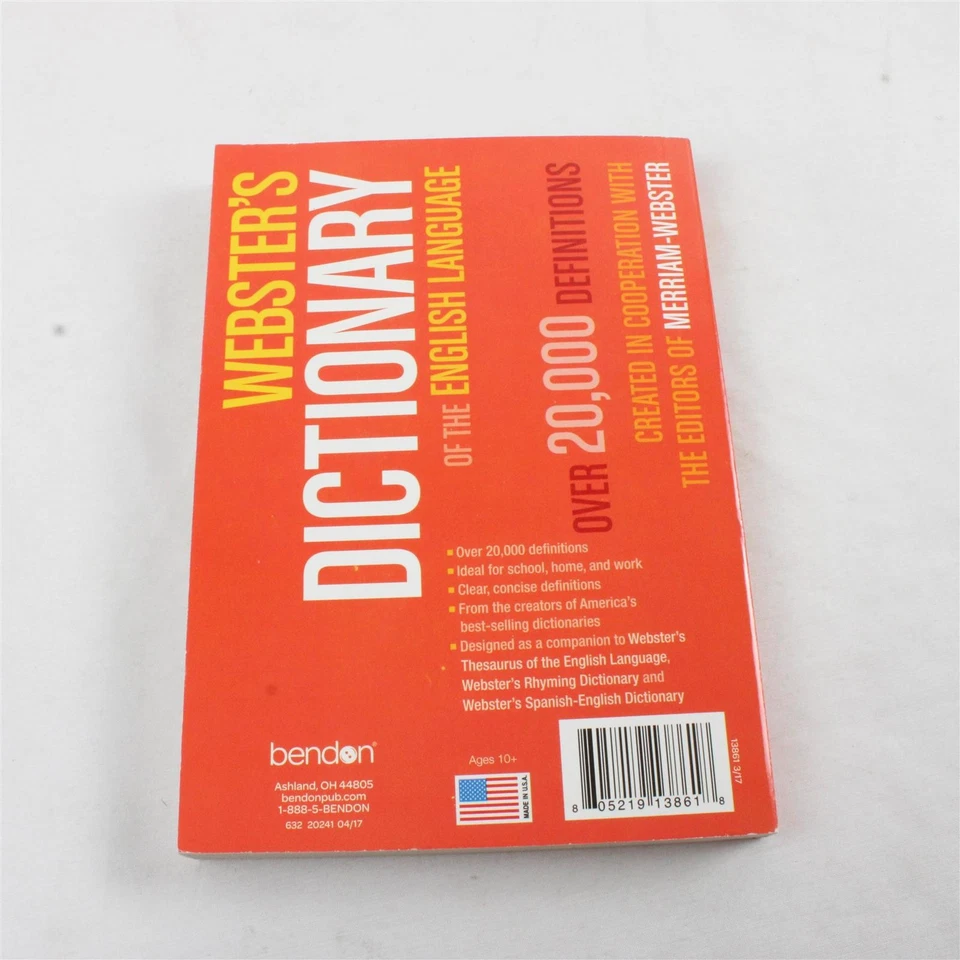 WEBSTER'S
DICTIONARY
OF THE ENGLISH LANGUAGE
OVER 20,000 DEFINITIONS
CREATED IN COOPERATION WITH
THE EDITORS OF MERRIAM-WEBSTER
▪ Over 20,000 definitions
▪ Ideal for school, home, and work
▪ Clear, concise definitions
▪ From the creators of America's
best-selling dictionaries
▪ Designed as a companion to Webster's
Thesaurus of the English Language,
Webster's Rhyming Dictionary and
Webster's Spanish-English Dictionary
bendon®
Ashland, OH 44805
bendonpub.com
1-888-5-BENDON
632 20241 04/17
Ages 10+
MADE IN U.S.A.
8 05219 13861 8
13861 3/17